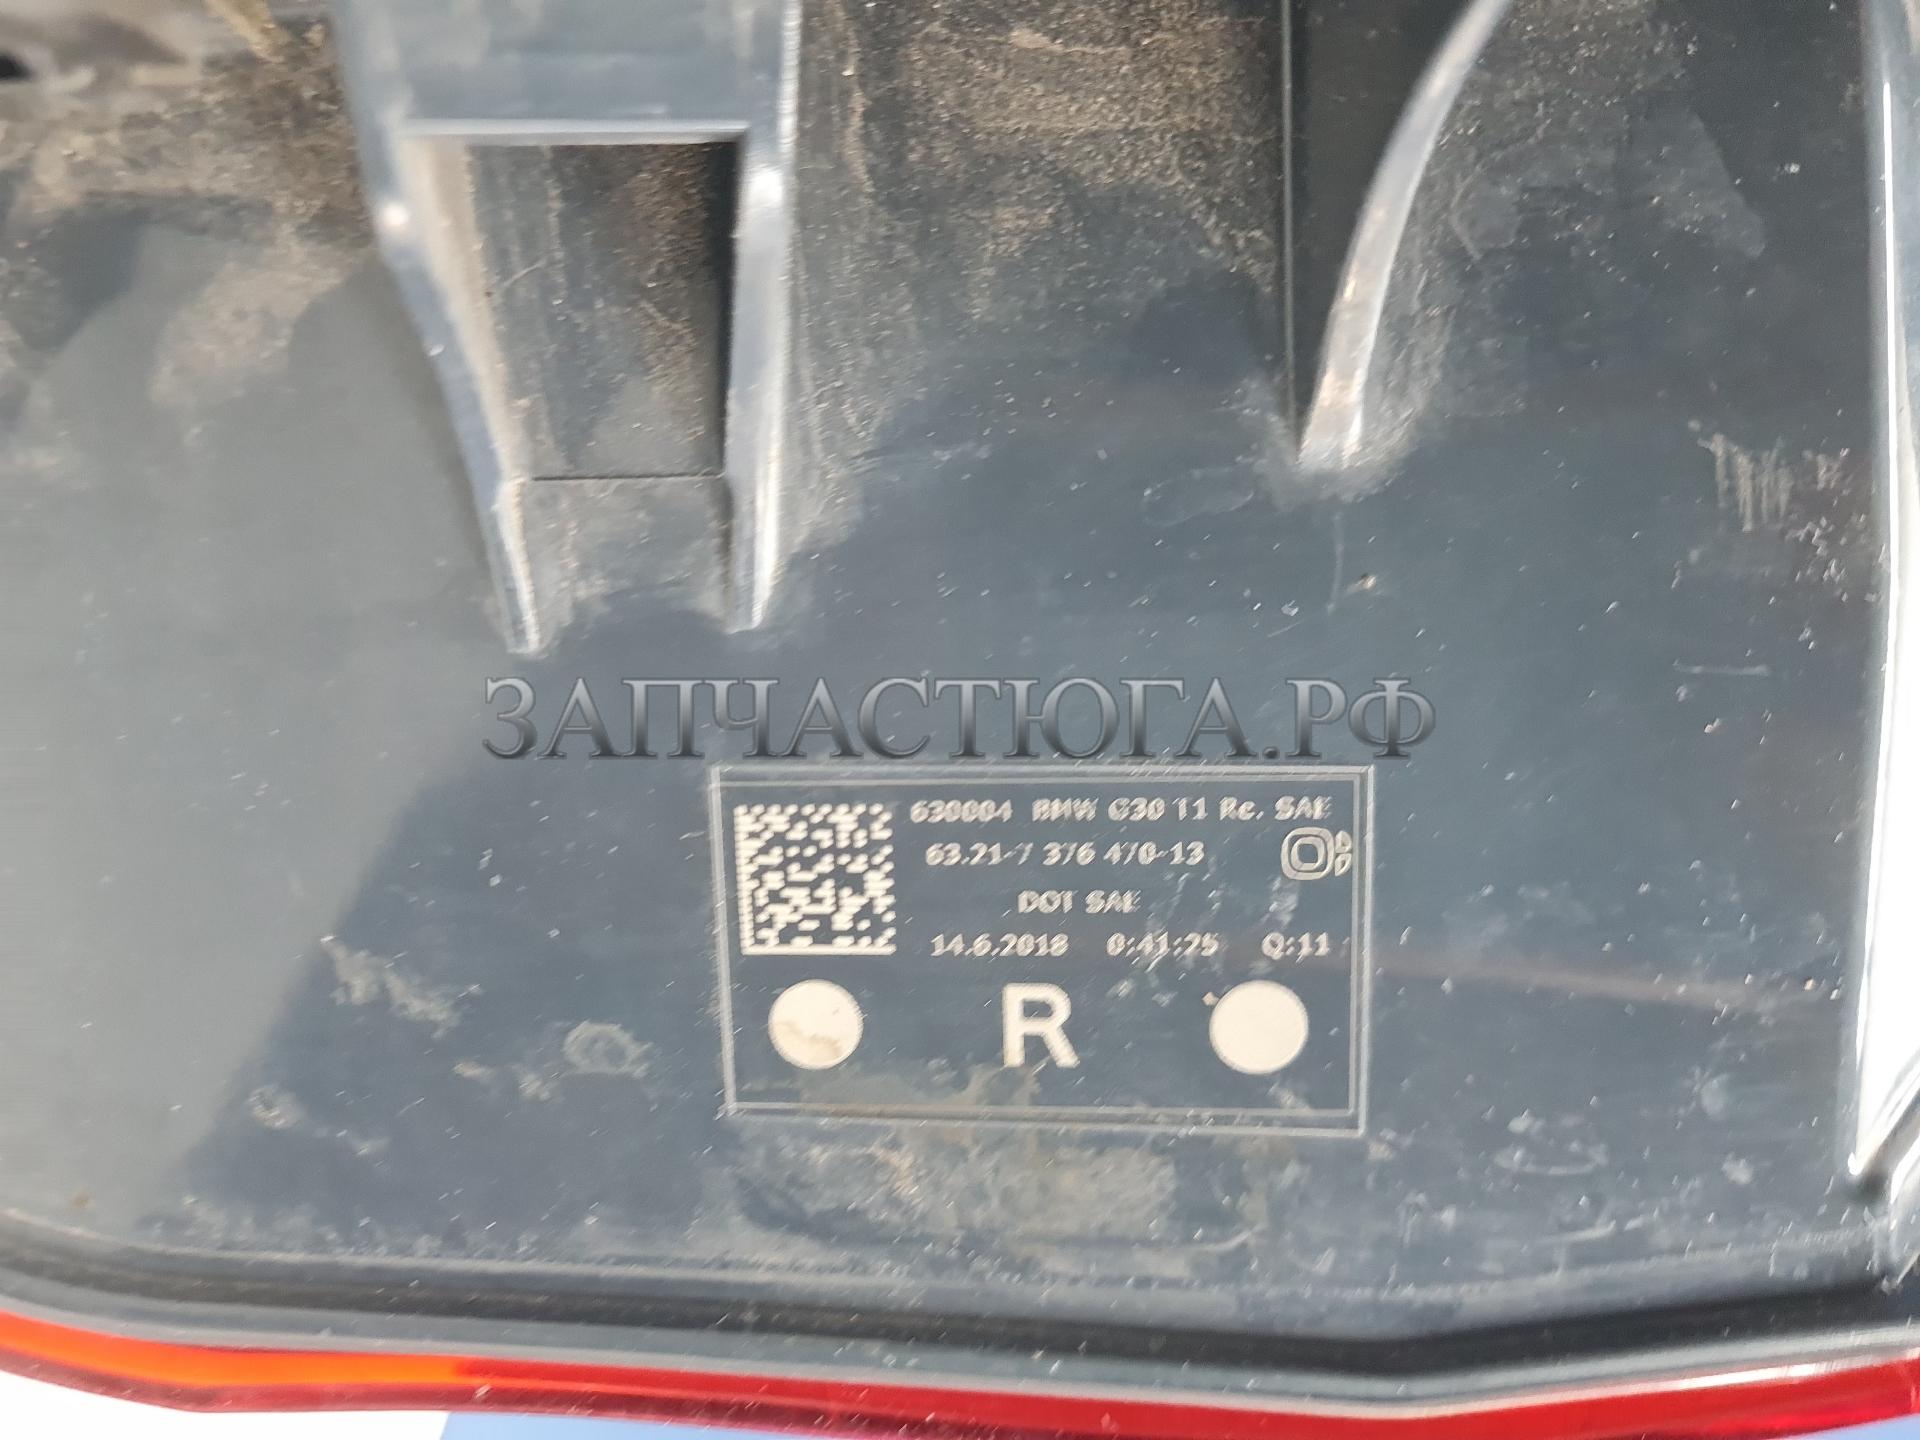 ЗАПЧАСТЮГА.РФ
630004 BMW G30 T1 Re. SAE
63.21-7 376 470-13
DOT SAE
14.6.2018 0:41:25 Q:11
R